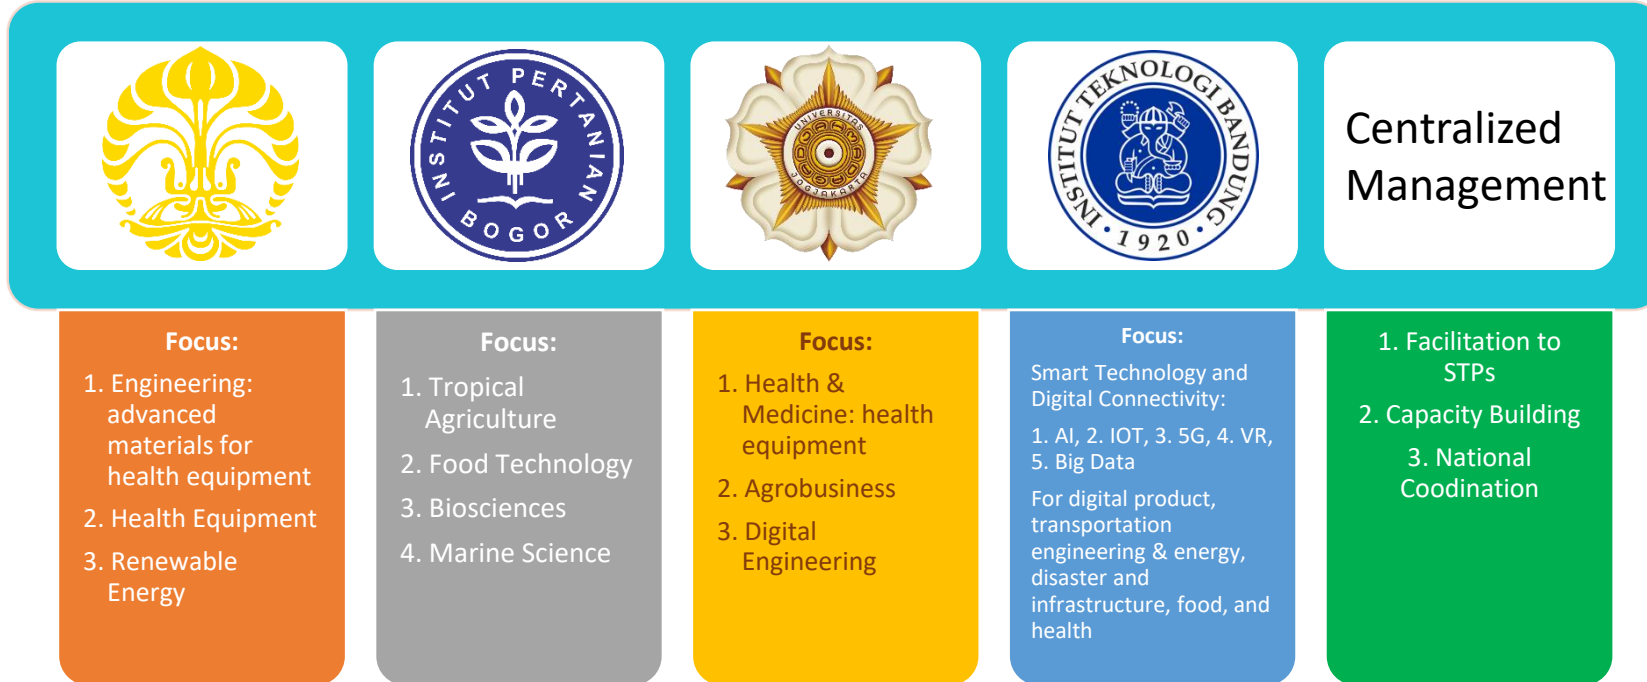 INSTITUT PERTANIAN
BOGOR
UNIVERSITAS
GADJAH MADA
JOGJAKARTA
INSTITUT TEKNOLOGI BANDUNG
• 1920 •
Centralized
Management
Focus:
1. Engineering:
advanced
materials for
health equipment
2. Health Equipment
3. Renewable
Energy
Focus:
1. Tropical
Agriculture
2. Food Technology
3. Biosciences
4. Marine Science
Focus:
1. Health &
Medicine: health
equipment
2. Agrobusiness
3. Digital
Engineering
Focus:
Smart Technology and
Digital Connectivity:
1. AI, 2. IOT, 3. 5G, 4. VR,
5. Big Data
For digital product,
transportation
engineering & energy,
disaster and
infrastructure, food, and
health
1. Facilitation to
STPs
2. Capacity Building
3. National
Coodination